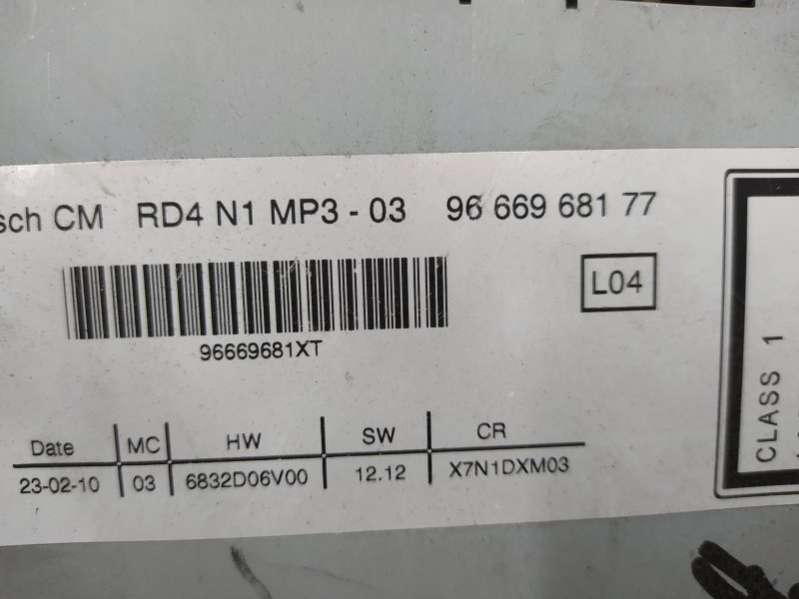 sch CM RD4 N1 MP3 - 03 96 669 681 77
L04
96669681XT
Date MC HW SW CR
23-02-10 03 6832D06V00 12.12 X7N1DXM03
CLASS 1